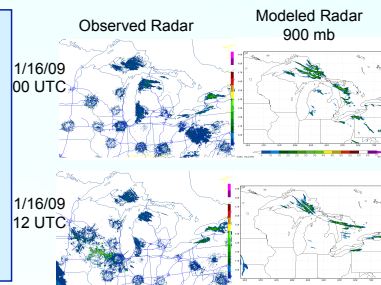 Observed Radar
Modeled Radar
900 mb
1/16/09
00 UTC
1/16/09
12 UTC